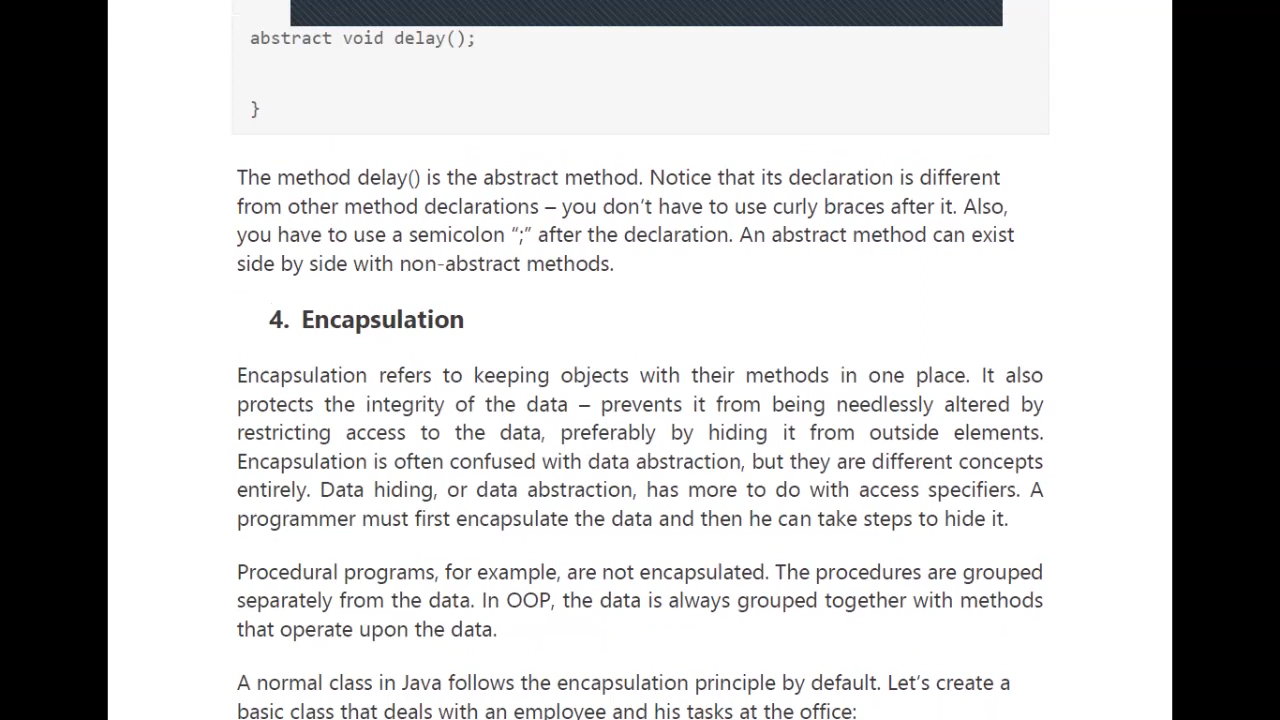 abstract void delay();
}
The method delay() is the abstract method. Notice that its declaration is different
from other method declarations – you don’t have to use curly braces after it. Also,
you have to use a semicolon “;” after the declaration. An abstract method can exist
side by side with non-abstract methods.
4. Encapsulation
Encapsulation refers to keeping objects with their methods in one place. It also
protects the integrity of the data – prevents it from being needlessly altered by
restricting access to the data, preferably by hiding it from outside elements.
Encapsulation is often confused with data abstraction, but they are different concepts
entirely. Data hiding, or data abstraction, has more to do with access specifiers. A
programmer must first encapsulate the data and then he can take steps to hide it.
Procedural programs, for example, are not encapsulated. The procedures are grouped
separately from the data. In OOP, the data is always grouped together with methods
that operate upon the data.
A normal class in Java follows the encapsulation principle by default. Let’s create a
basic class that deals with an employee and his tasks at the office: